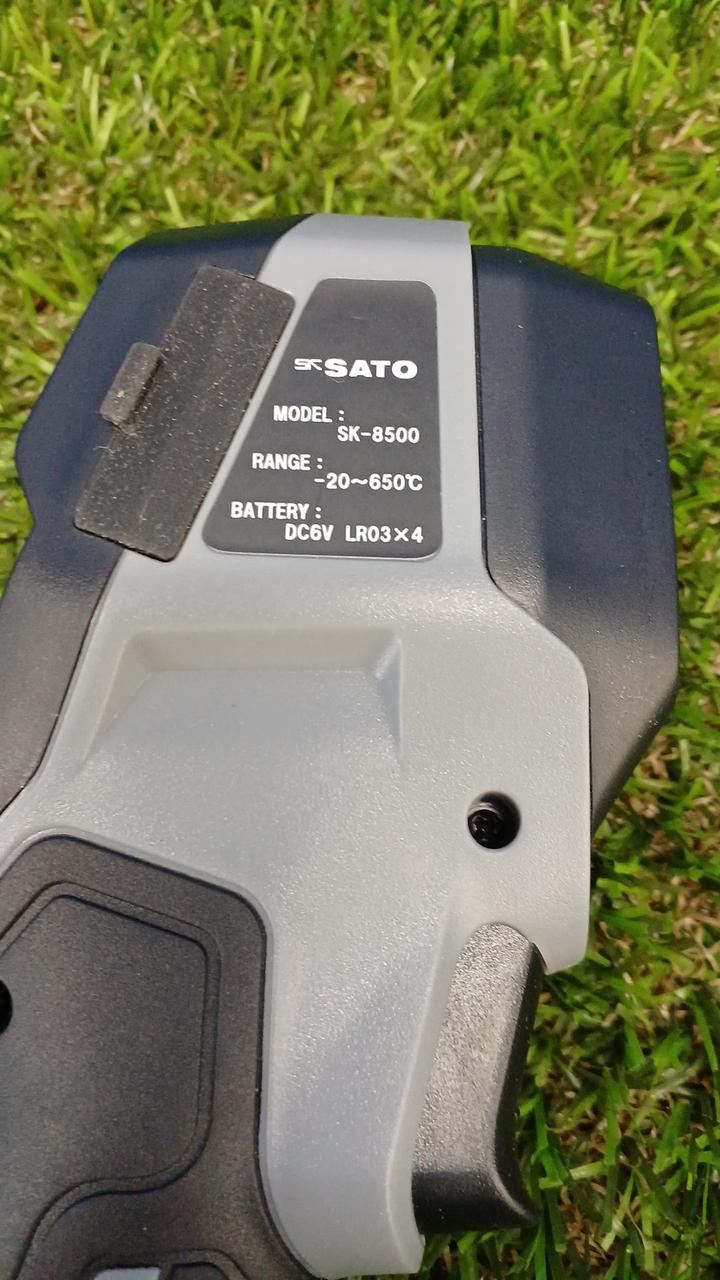 SK SATO
MODEL :
SK-8500
RANGE :
-20～650℃
BATTERY :
DC6V LR03×4